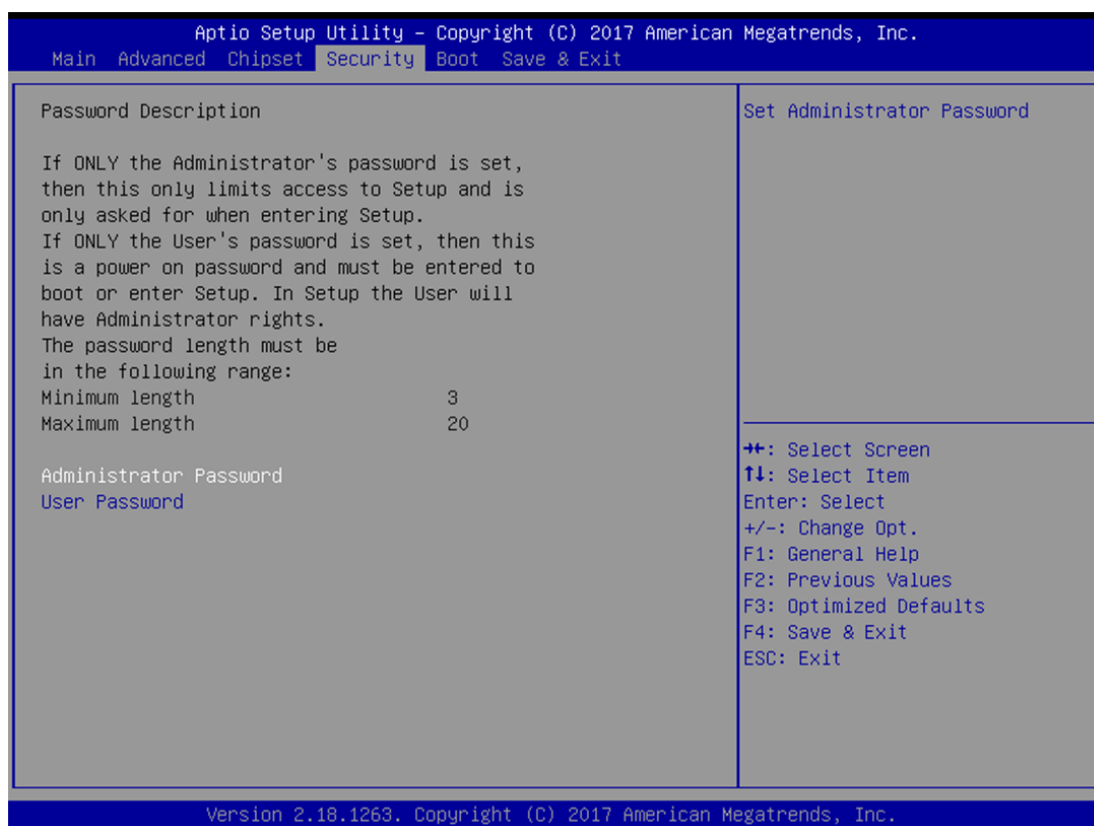 Aptio Setup Utility – Copyright (C) 2017 American Megatrends, Inc.
Main Advanced Chipset Security Boot Save & Exit
Password Description
If ONLY the Administrator's password is set,
then this only limits access to Setup and is
only asked for when entering Setup.
If ONLY the User's password is set, then this
is a power on password and must be entered to
boot or enter Setup. In Setup the User will
have Administrator rights.
The password length must be
in the following range:
Minimum length 3
Maximum length 20
Administrator Password
User Password
Set Administrator Password
→←: Select Screen
↑↓: Select Item
Enter: Select
+/-: Change Opt.
F1: General Help
F2: Previous Values
F3: Optimized Defaults
F4: Save & Exit
ESC: Exit
Version 2.18.1263. Copyright (C) 2017 American Megatrends, Inc.